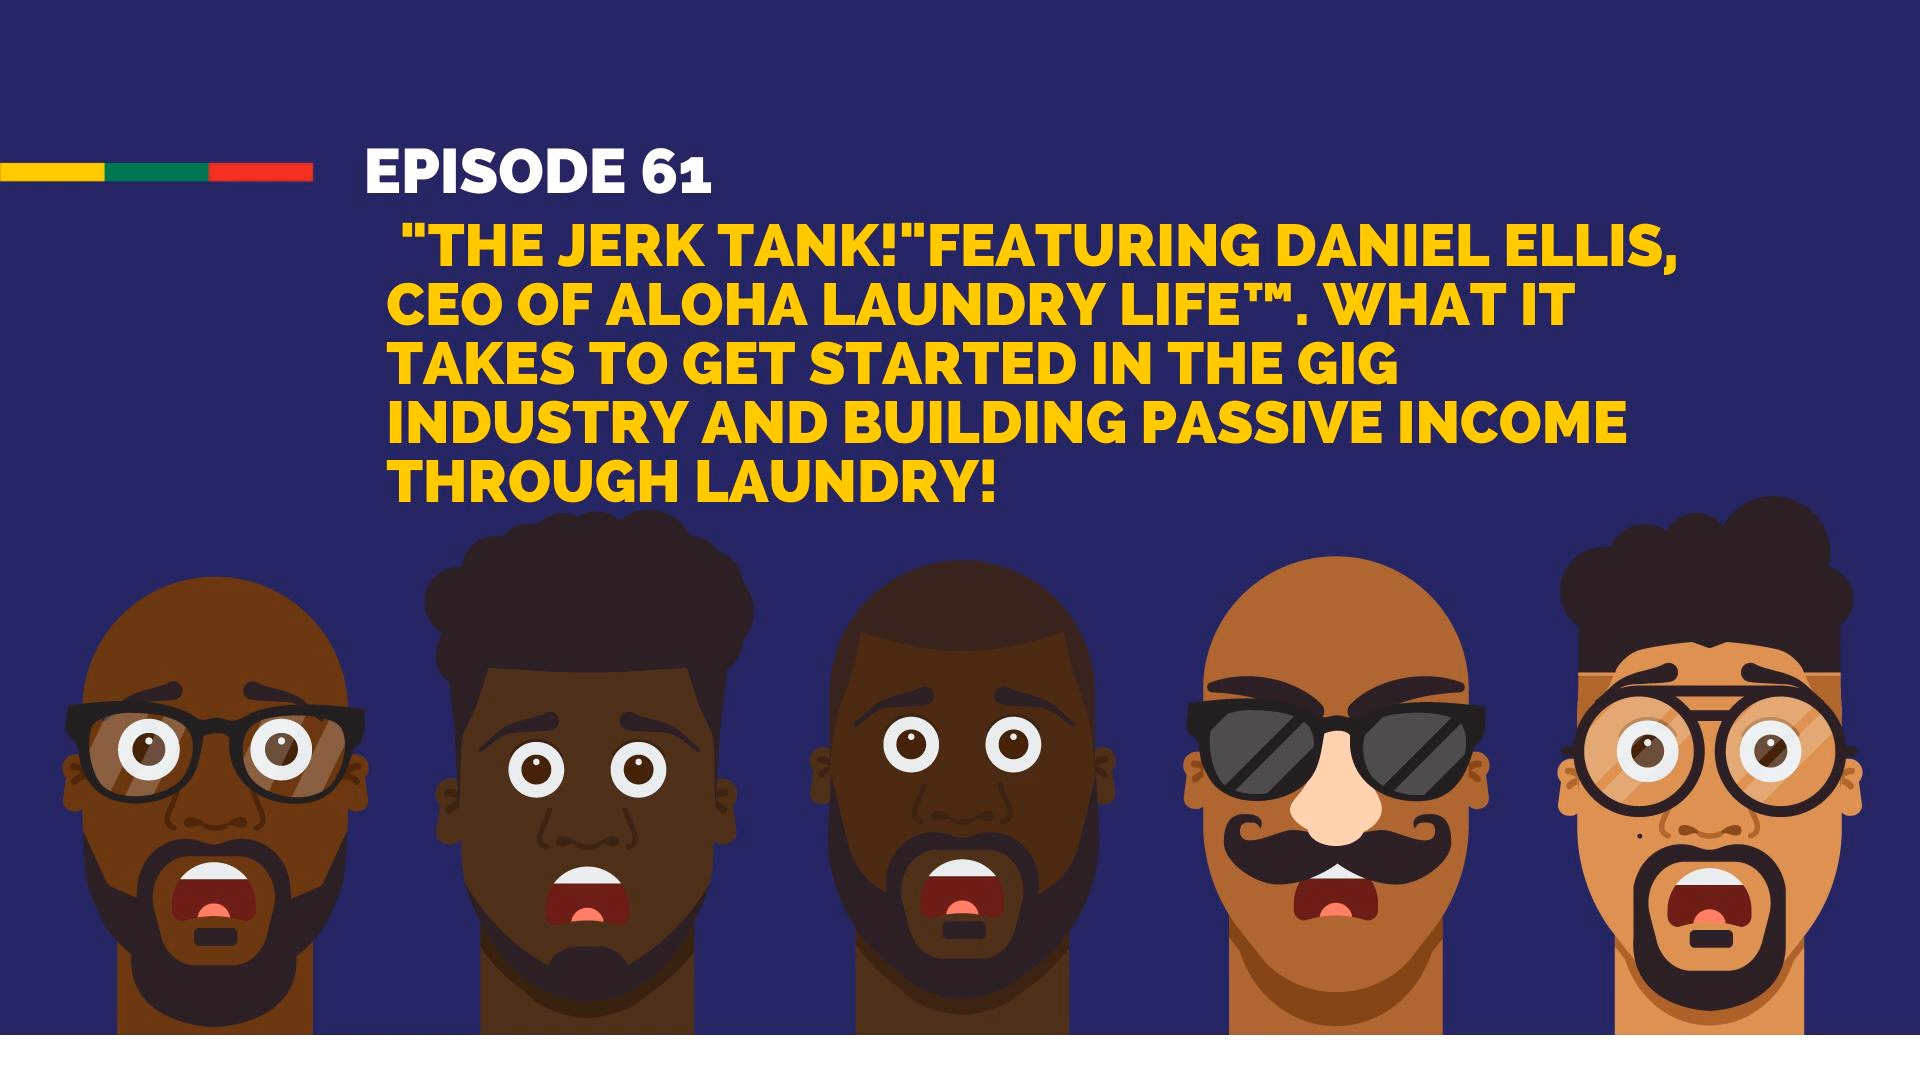 EPISODE 61
"THE JERK TANK!"FEATURING DANIEL ELLIS,
CEO OF ALOHA LAUNDRY LIFE™. WHAT IT
TAKES TO GET STARTED IN THE GIG
INDUSTRY AND BUILDING PASSIVE INCOME
THROUGH LAUNDRY!